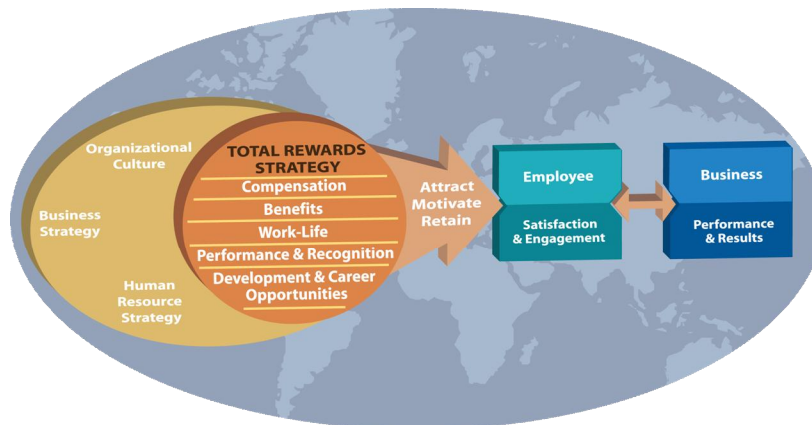 Organizational
Culture
Business
Strategy
Human
Resource
Strategy
TOTAL REWARDS
STRATEGY
Compensation
Benefits
Work-Life
Performance & Recognition
Development & Career
Opportunities
Attract
Motivate
Retain
Employee
Satisfaction
& Engagement
Business
Performance
& Results